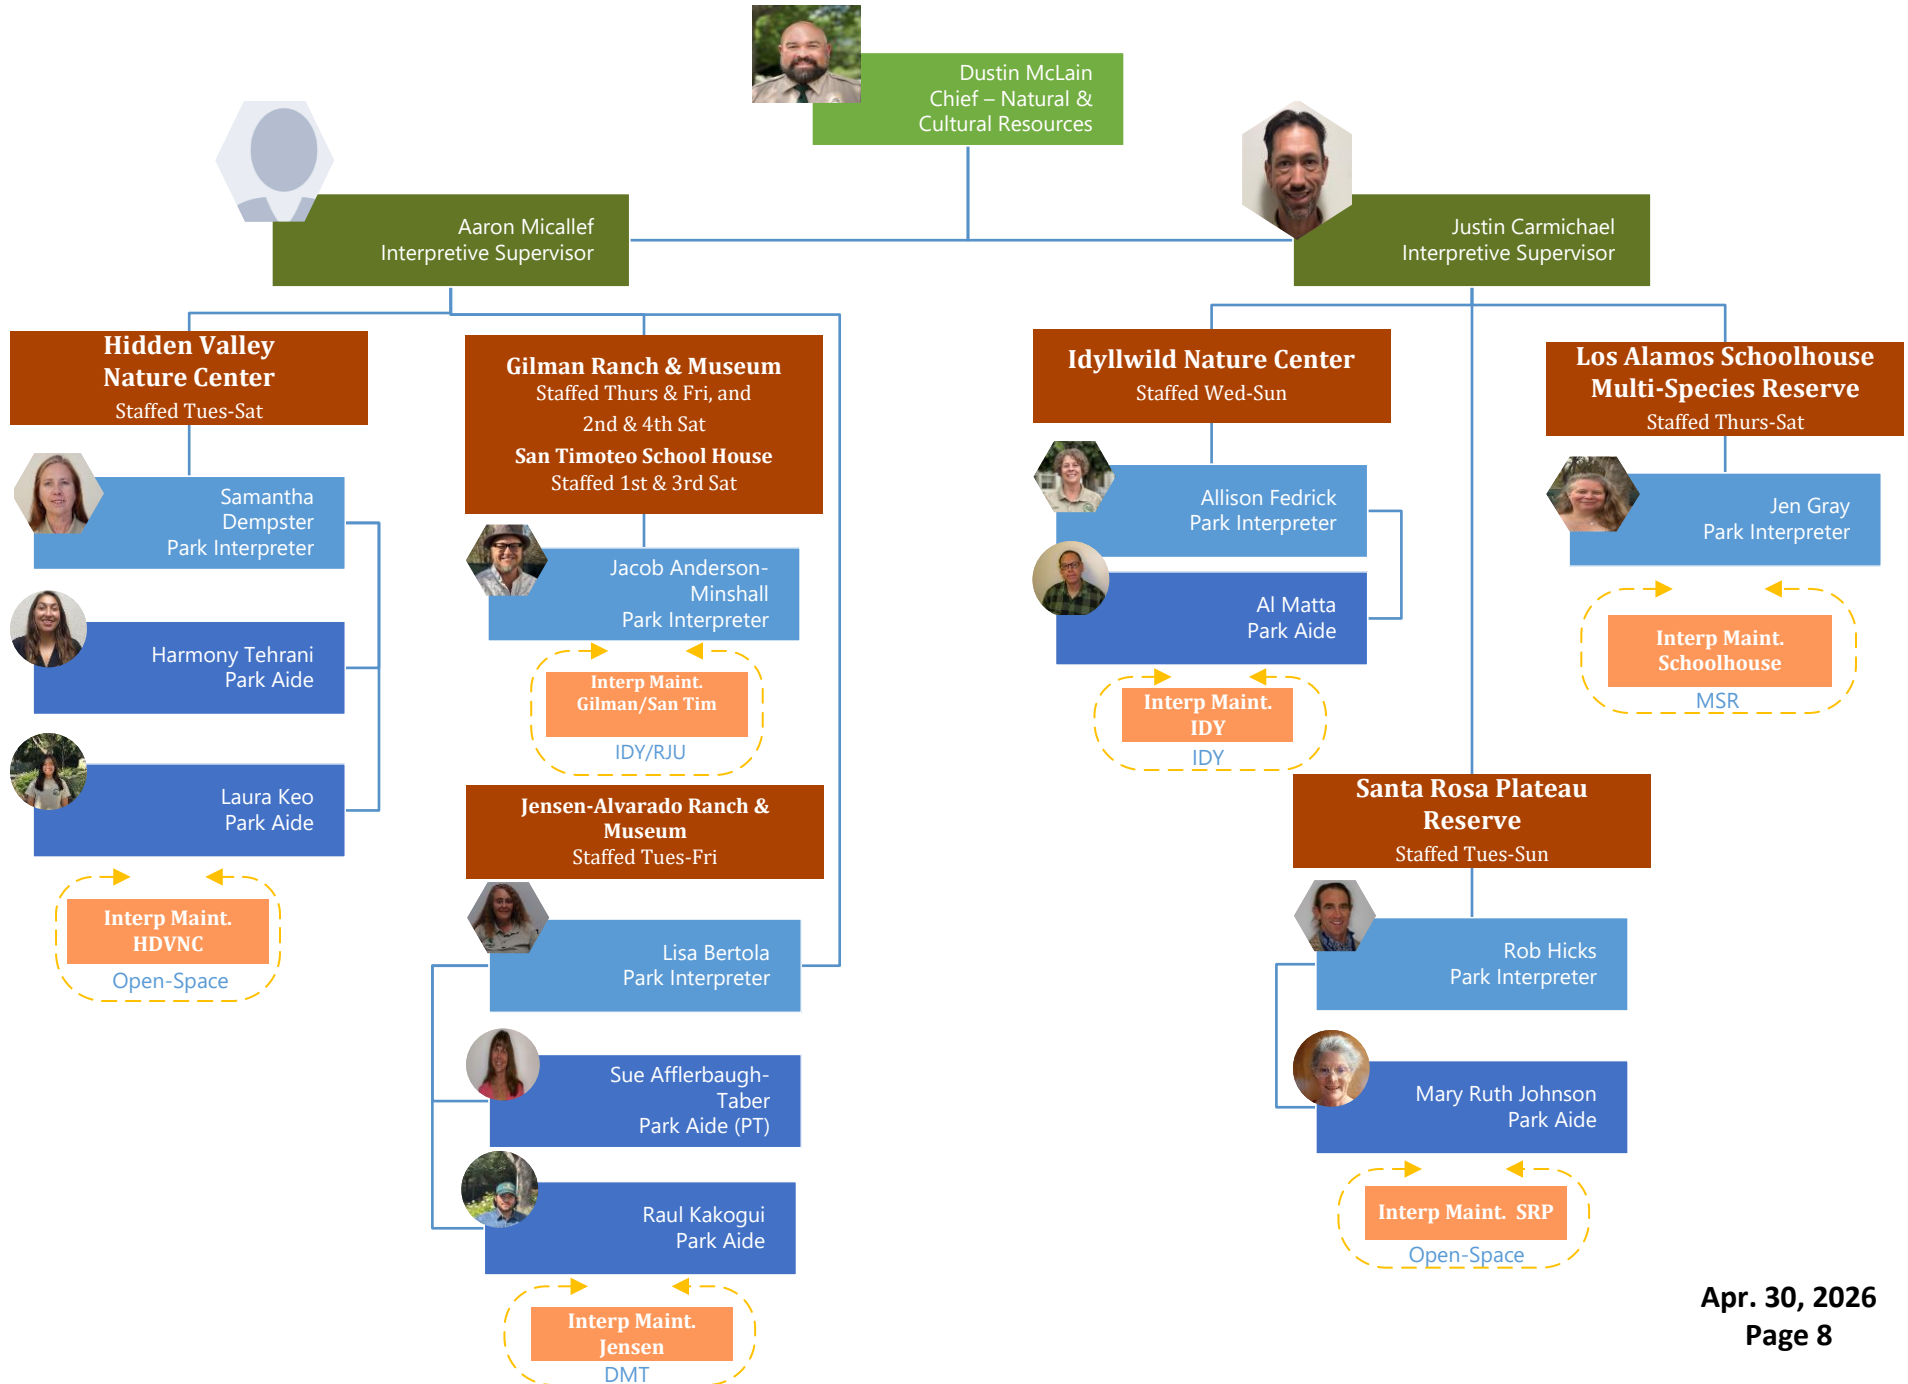 Dustin McLain
Chief – Natural &
Cultural Resources
Aaron Micallef
Interpretive Supervisor
Justin Carmichael
Interpretive Supervisor
Hidden Valley
Nature Center
Staffed Tues-Sat
Samantha
Dempster
Park Interpreter
Harmony Tehrani
Park Aide
Laura Keo
Park Aide
Interp Maint.
HDVNC
Open-Space
Gilman Ranch & Museum
Staffed Thurs & Fri, and
2nd & 4th Sat
San Timoteo School House
Staffed 1st & 3rd Sat
Jacob Anderson-
Minshall
Park Interpreter
Interp Maint.
Gilman/San Tim
IDY/RJU
Jensen-Alvarado Ranch &
Museum
Staffed Tues-Fri
Lisa Bertola
Park Interpreter
Sue Afflerbaugh-
Taber
Park Aide (PT)
Raul Kakogui
Park Aide
Interp Maint.
Jensen
DMT
Idyllwild Nature Center
Staffed Wed-Sun
Allison Fedrick
Park Interpreter
Al Matta
Park Aide
Interp Maint.
IDY
IDY
Los Alamos Schoolhouse
Multi-Species Reserve
Staffed Thurs-Sat
Jen Gray
Park Interpreter
Interp Maint.
Schoolhouse
MSR
Santa Rosa Plateau
Reserve
Staffed Tues-Sun
Rob Hicks
Park Interpreter
Mary Ruth Johnson
Park Aide
Interp Maint.  SRP
Open-Space
Apr. 30, 2026
Page 8